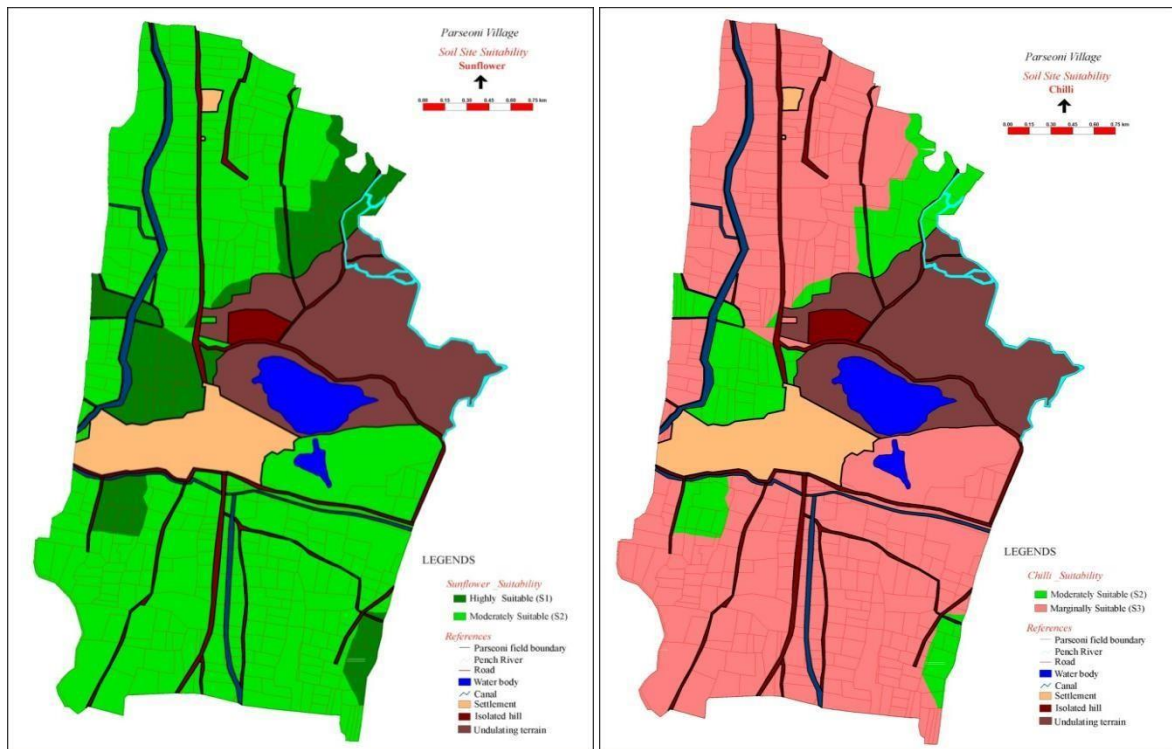 Parseoni Village
Soil Site Suitability
Sunflower
0.00 0.15 0.30 0.45 0.60 0.75 km
LEGENDS
Sunflower_Suitability
Highly Suitable (S1)
Moderately Suitable (S2)
References
Parseoni field boundary
Pench River
Road
Water body
Canal
Settlement
Isolated hill
Undulating terrain
Parseoni Village
Soil Site Suitability
Chilli
0.00 0.15 0.30 0.45 0.60 0.75 km
LEGENDS
Chilli_Suitability
Moderately Suitable (S2)
Marginally Suitable (S3)
References
Parseoni field boundary
Pench River
Road
Water body
Canal
Settlement
Isolated hill
Undulating terrain